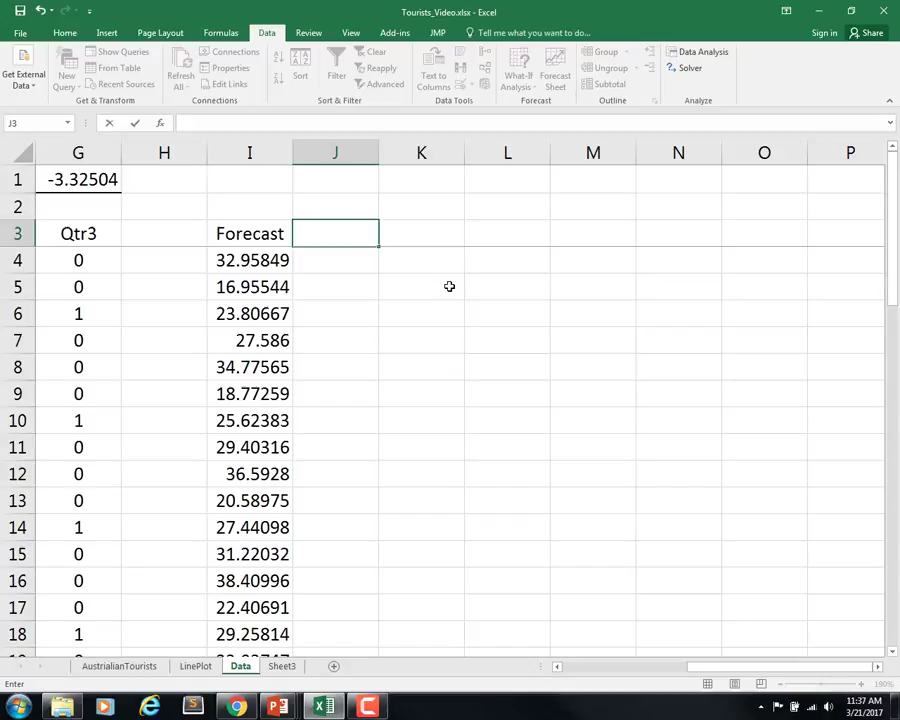 Tourists_Video.xlsx - Excel
File Home Insert Page Layout Formulas Data Review View Add-ins JMP Tell me what you want to do... Sign in Share
Get External
Data
New
Query
Show Queries
From Table
Recent Sources
Get & Transform
Refresh
All
Connections
Properties
Edit Links
Connections
Sort
Filter
Clear
Reapply
Advanced
Sort & Filter
Text to
Columns
Data Tools
What-If
Analysis
Forecast
Sheet
Forecast
Group
Ungroup
Subtotal
Outline
Data Analysis
Solver
Analyze
J3 fx
G H I J K L M N O P
1 -3.32504
2
3 Qtr3 Forecast
4 0 32.95849
5 0 16.95544
6 1 23.80667
7 0 27.586
8 0 34.77565
9 0 18.77259
10 1 25.62383
11 0 29.40316
12 0 36.5928
13 0 20.58975
14 1 27.44098
15 0 31.22032
16 0 38.40996
17 0 22.40691
18 1 29.25814
AustrialianTourists LinePlot Data Sheet3
Enter 190%
11:37 AM
3/21/2017